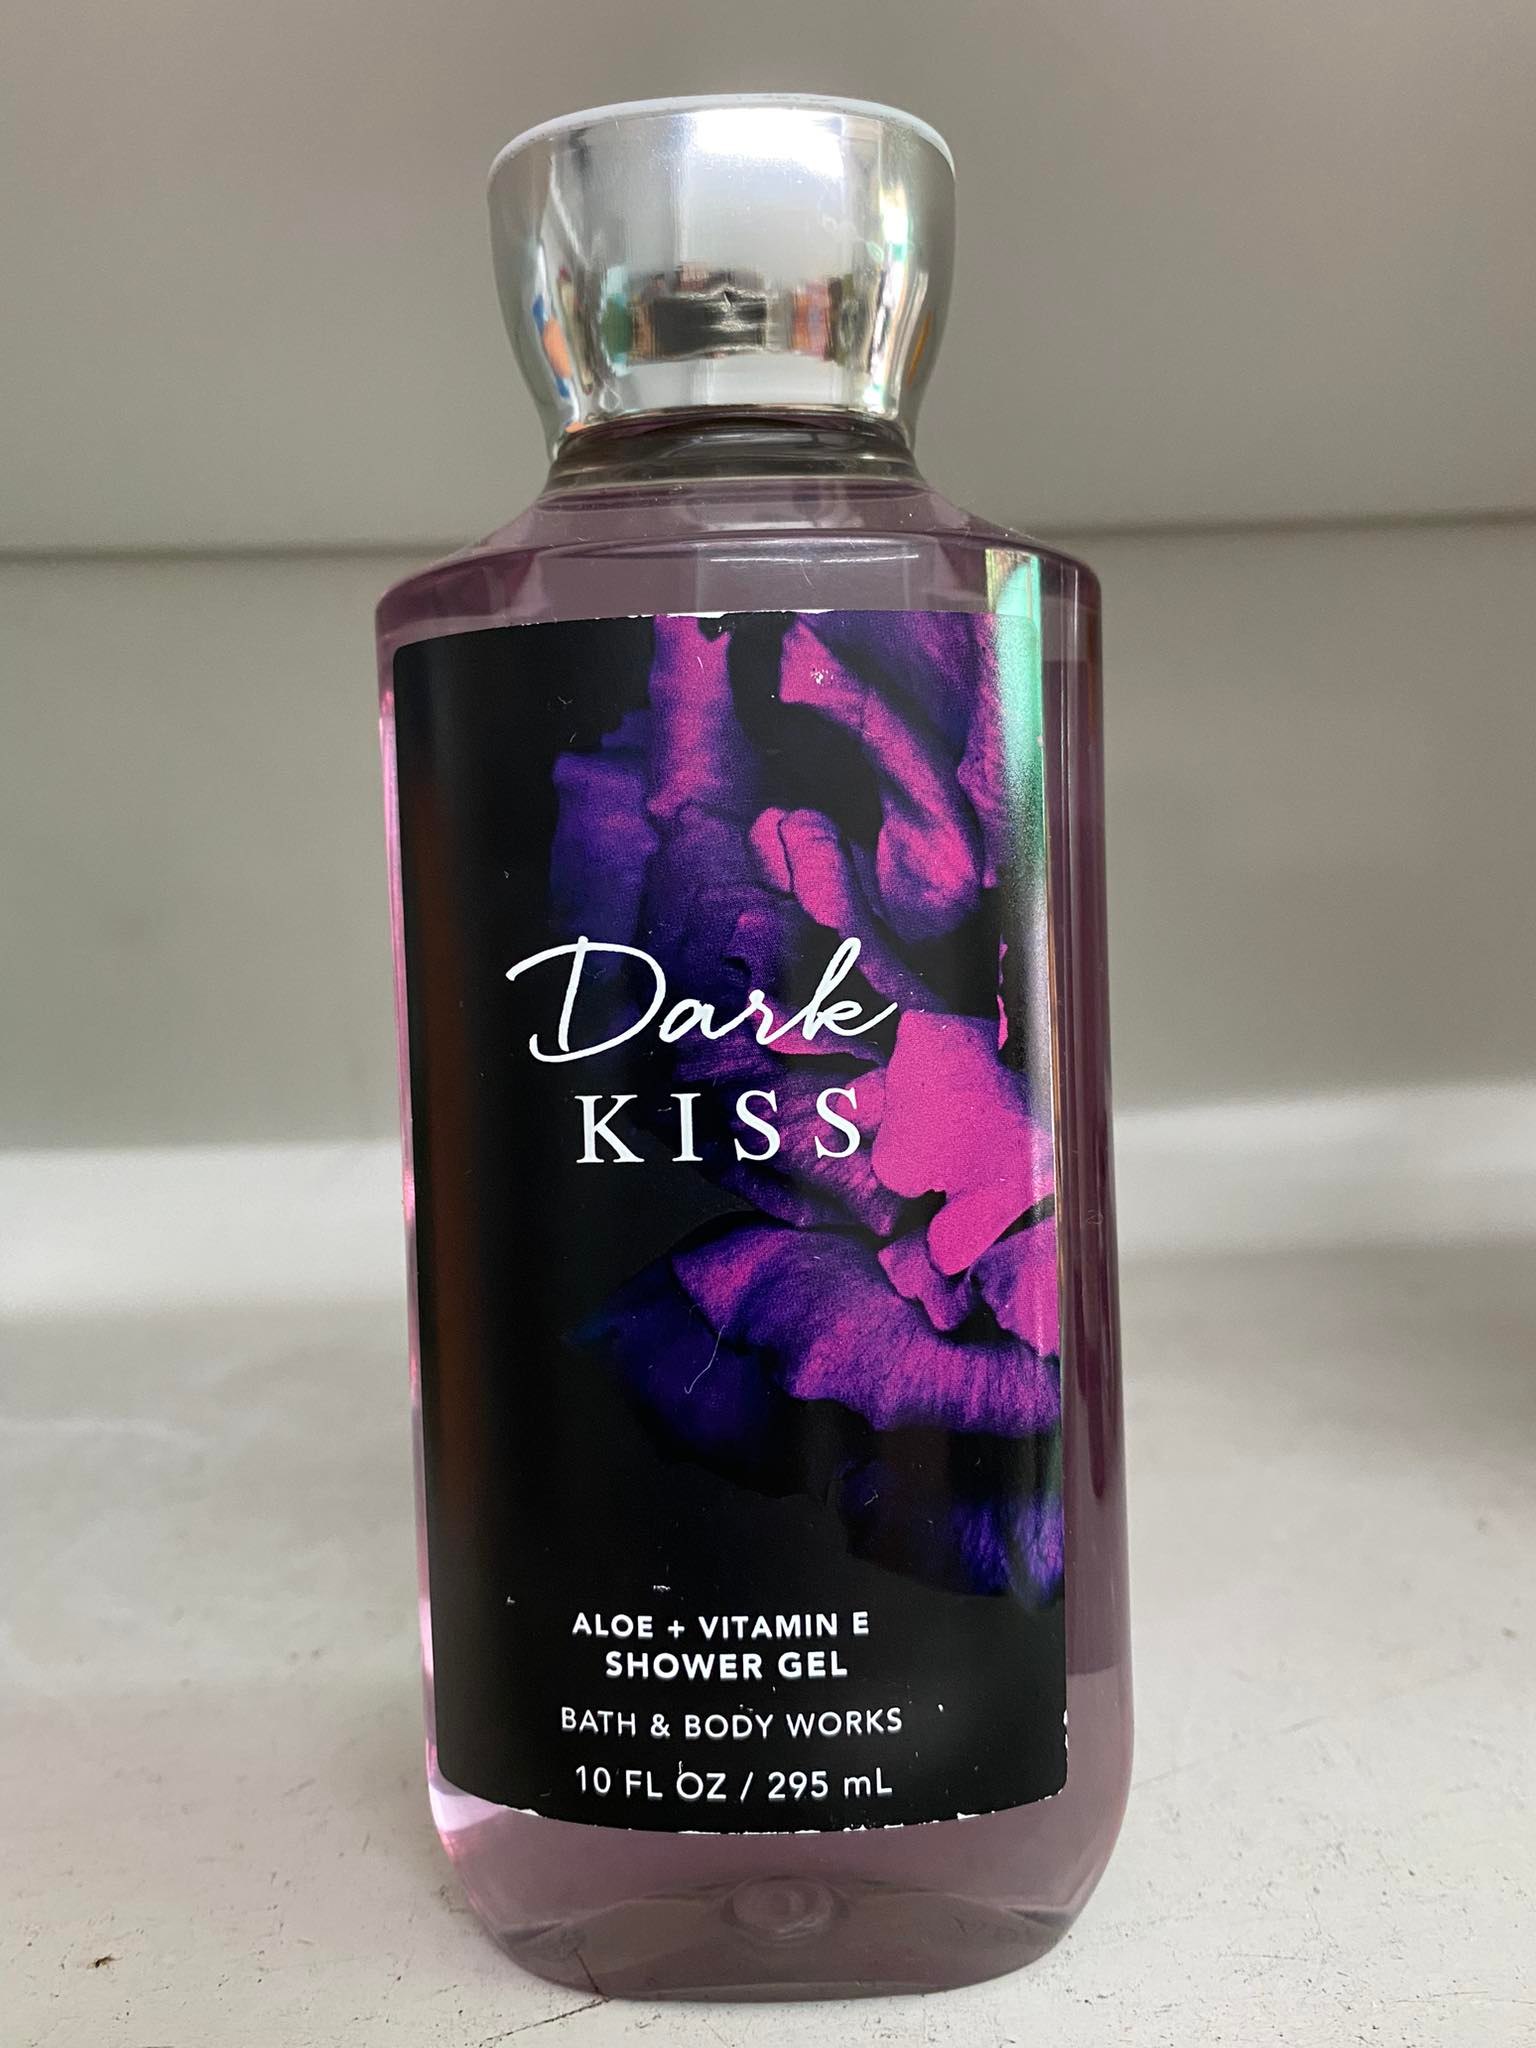 Dark
KISS
ALOE + VITAMIN E
SHOWER GEL
BATH & BODY WORKS
10 FL OZ / 295 mL